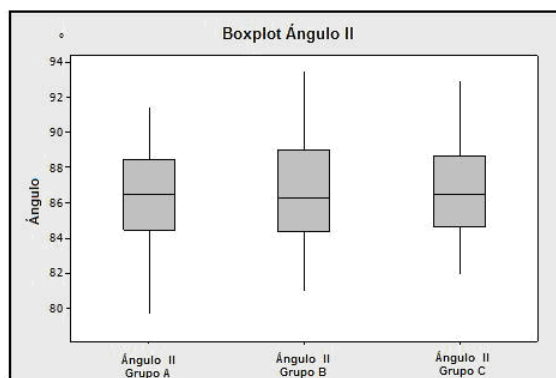 Boxplot Ángulo II
°
94
92
90
88
86
84
82
80
Ángulo
Ángulo II
Grupo A
Ángulo II
Grupo B
Ángulo II
Grupo C